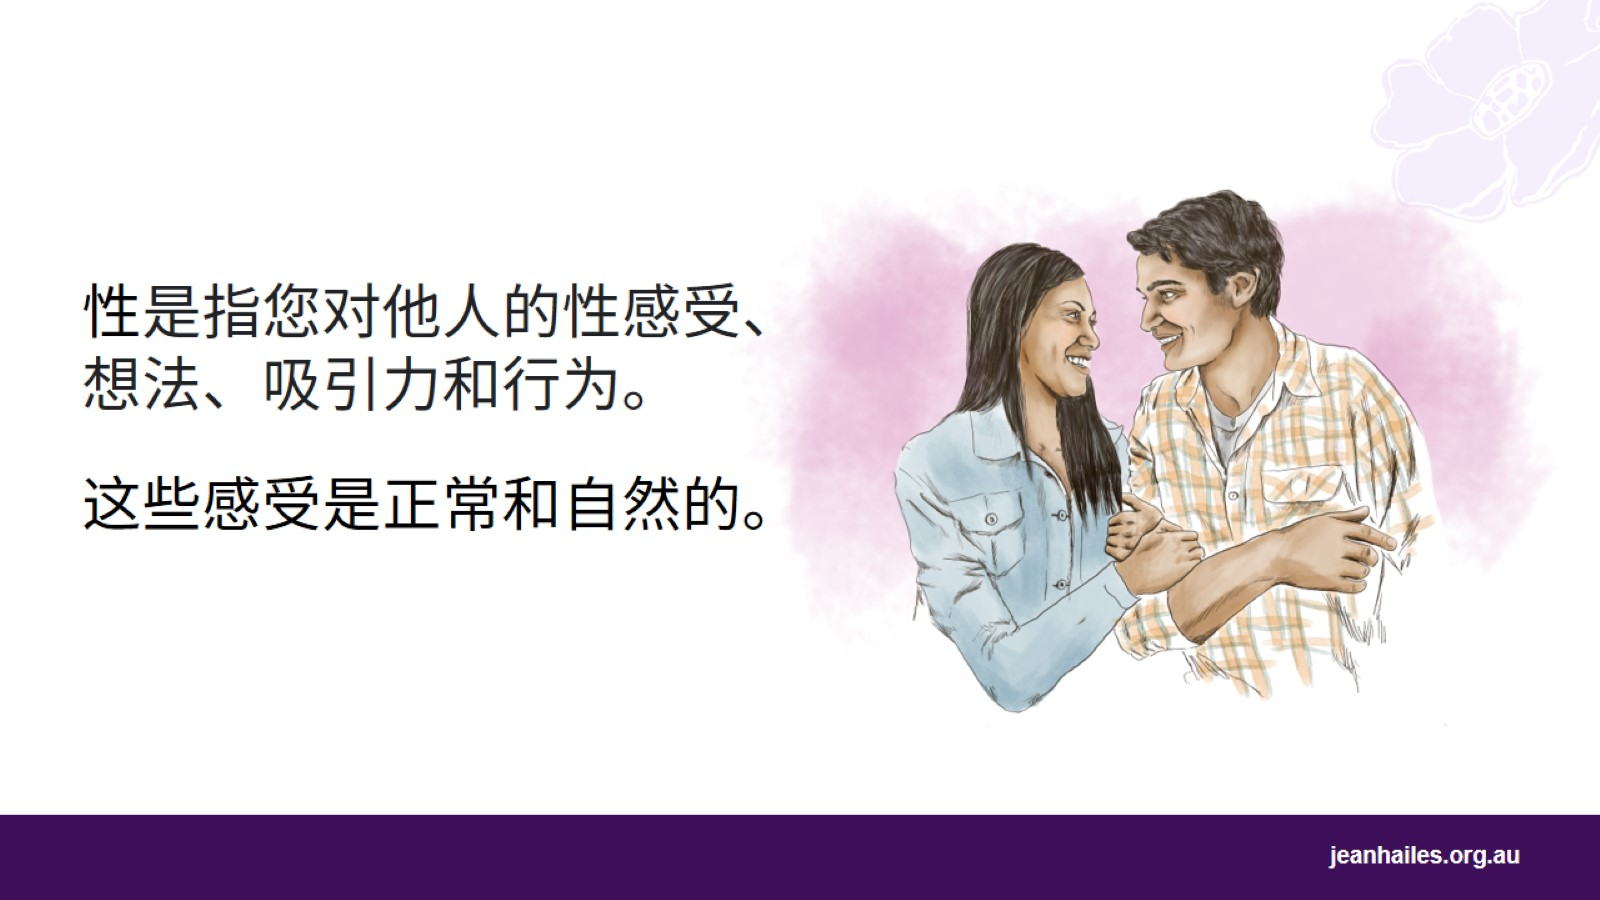 性是指您对他人的性感受、
想法、吸引力和行为。
这些感受是正常和自然的。
jeanhailes.org.au